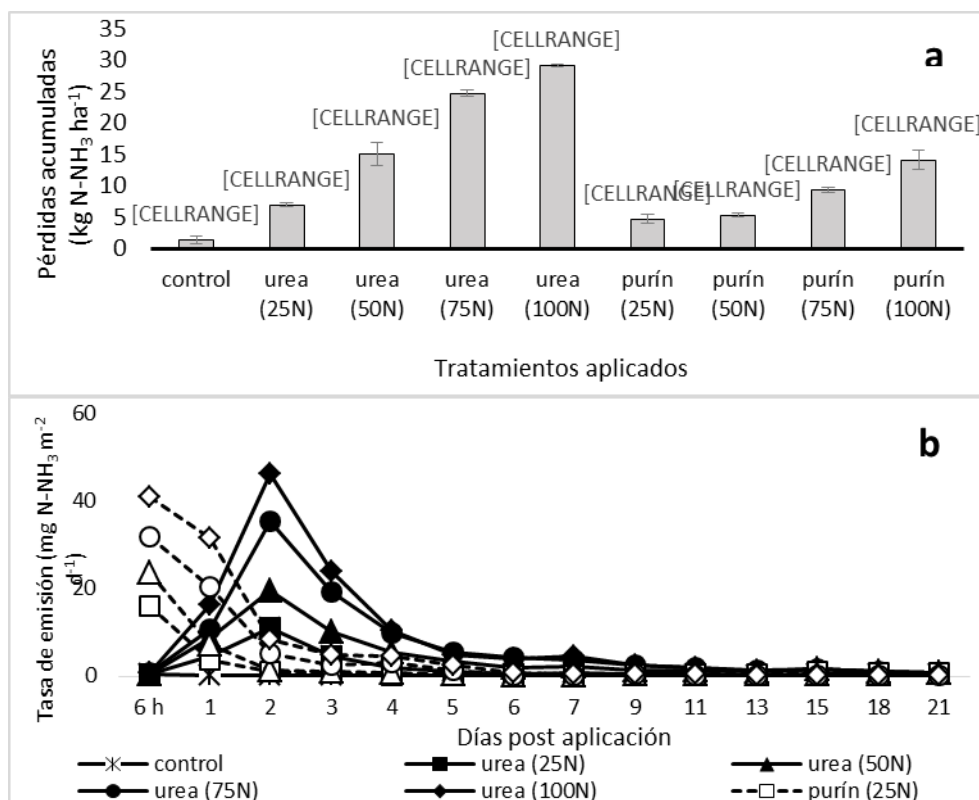 a
35
30
25
20
15
10
5
0
Pérdidas acumuladas
(kg N-NH₃ ha⁻¹)
[CELLRANGE]
[CELLRANGE]
[CELLRANGE]
[CELLRANGE]
[CELLRANGE]
[CELLRANGE]
[CELLRANGE]
[CELLRANGE]
[CELLRANGE]
control urea urea urea urea purín purín purín purín
(25N) (50N) (75N) (100N) (25N) (50N) (75N) (100N)
Tratamientos aplicados
b
60
40
20
0
Tasa de emisión (mg N-NH₃ m⁻²
d⁻¹)
6 h 1 2 3 4 5 6 7 9 11 13 15 18 21
Días post aplicación
control urea (25N) urea (50N)
urea (75N) urea (100N) purín (25N)